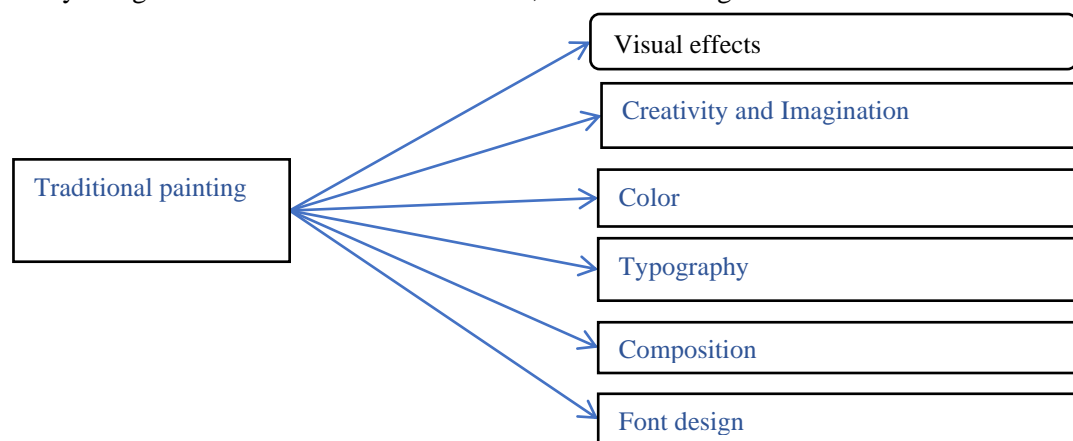 Visual effects
Creativity and Imagination
Traditional painting
Color
Typography
Composition
Font design